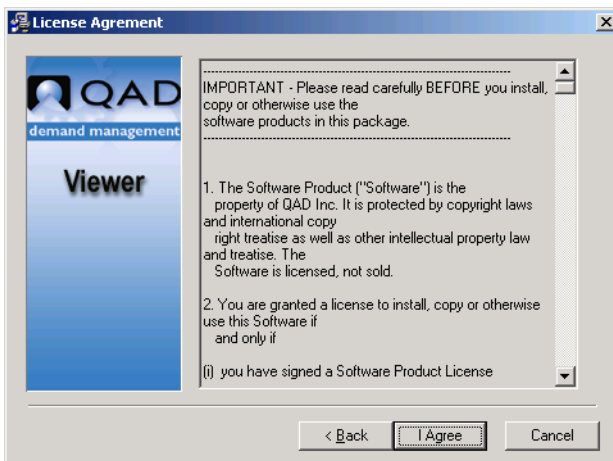 License Agrement
QAD
demand management
Viewer
------------------------------------------------------------------------------
IMPORTANT - Please read carefully BEFORE you install,
copy or otherwise use the
software products in this package.
------------------------------------------------------------------------------
1. The Software Product ("Software") is the
property of QAD Inc. It is protected by copyright laws
and international copy
right treatise as well as other intellectual property law
and treatise. The
Software is licensed, not sold.
2. You are granted a license to install, copy or otherwise
use this Software if
and only if
(i) you have signed a Software Product License
< Back
I Agree
Cancel